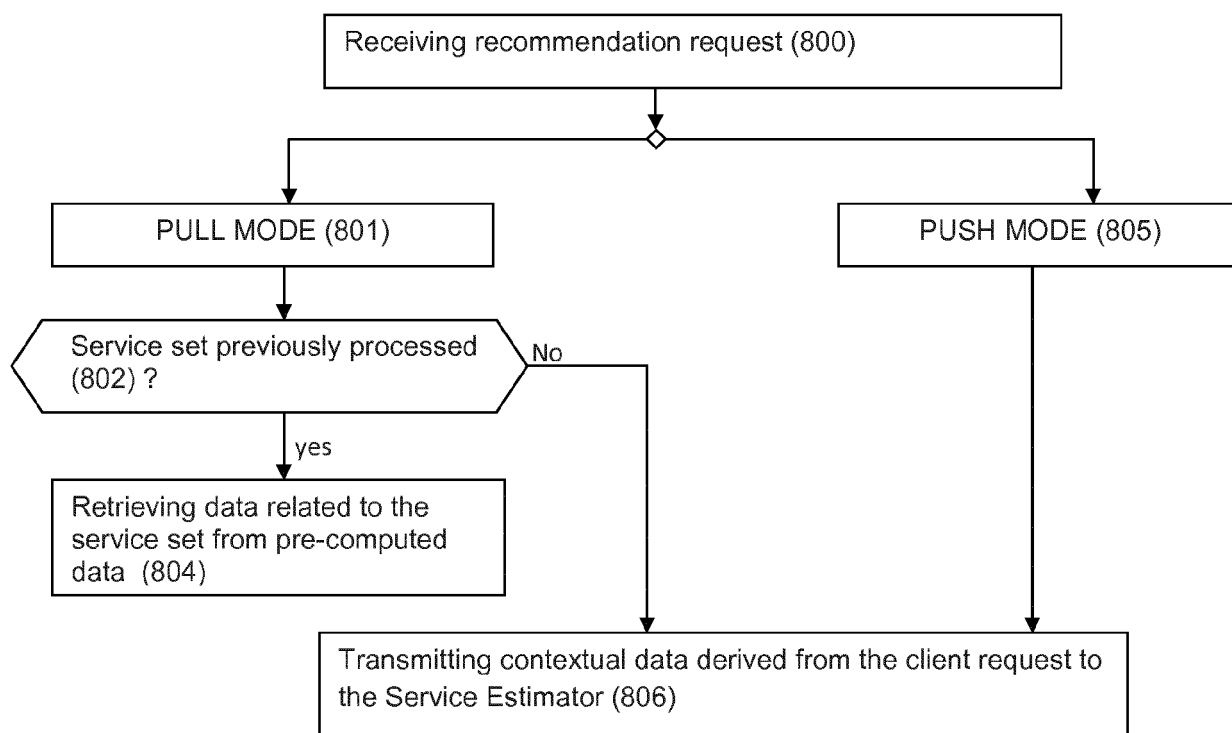 Receiving recommendation request (800)
PULL MODE (801)
PUSH MODE (805)
Service set previously processed
(802) ?
No
yes
Retrieving data related to the
service set from pre-computed
data (804)
Transmitting contextual data derived from the client request to
the Service Estimator (806)